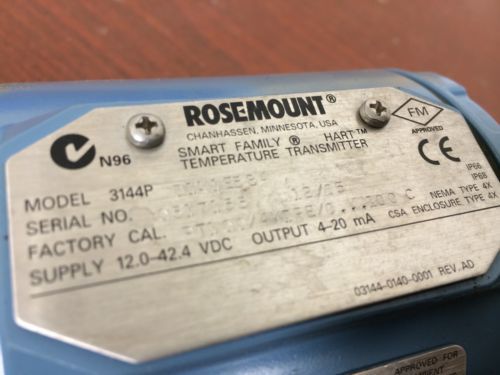 ROSEMOUNT®
CHANHASSEN, MINNESOTA, USA
SMART FAMILY ® HART™
TEMPERATURE TRANSMITTER
N96
FM
APPROVED
CE
MODEL 3144P
SERIAL NO.
FACTORY CAL. C
SUPPLY 12.0-42.4 VDC OUTPUT 4-20 mA
IP66
IP68
NEMA TYPE 4X
CSA ENCLOSURE TYPE 4X
03144-0140-0001 REV. AD
APPROVED FOR